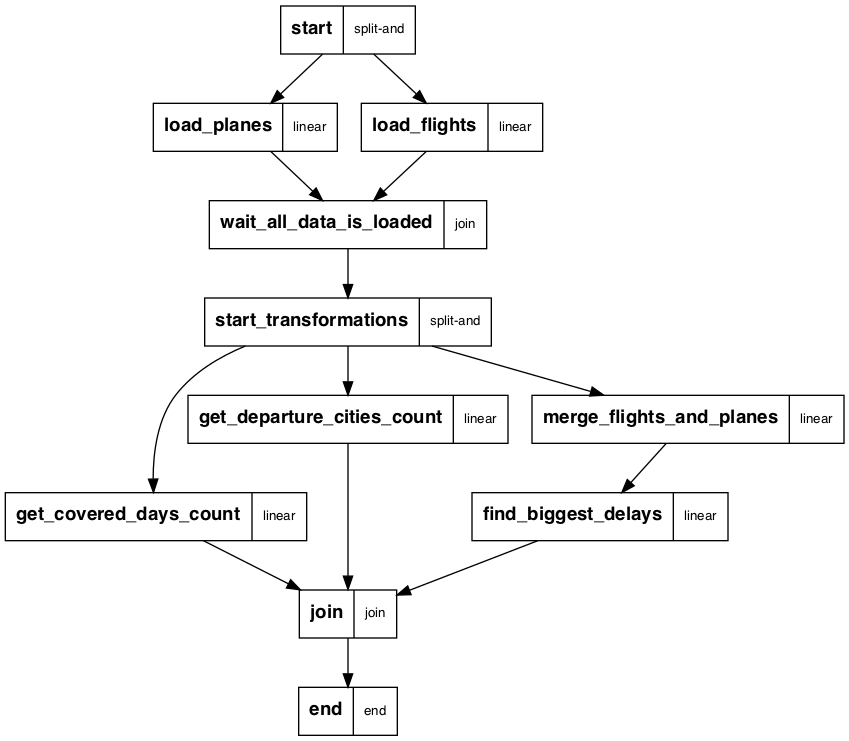 start split-and
load_planes linear load_flights linear
wait_all_data_is_loaded join
start_transformations split-and
get_departure_cities_count linear merge_flights_and_planes linear
get_covered_days_count linear find_biggest_delays linear
join join
end end